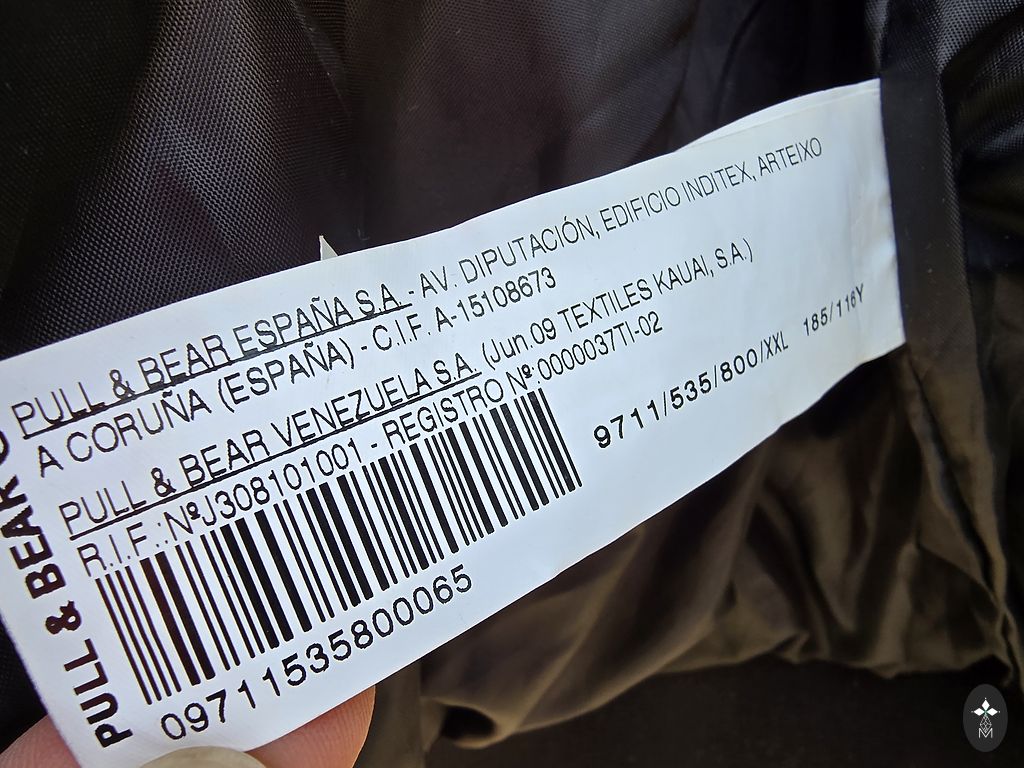 PULL & BEAR ESPAÑA S.A. - AV. DIPUTACIÓN, EDIFICIO INDITEX, ARTEIXO
A CORUÑA (ESPAÑA) - C.I.F. A-15108673
PULL & BEAR VENEZUELA S.A. (Jun.09 TEXTILES KAUAI, S.A.)
R.I.F.:NºJ308101001 - REGISTRO Nº:0000037TI-02
9711/535/800/XXL 185/116Y
09711535800065
PULL & BEAR